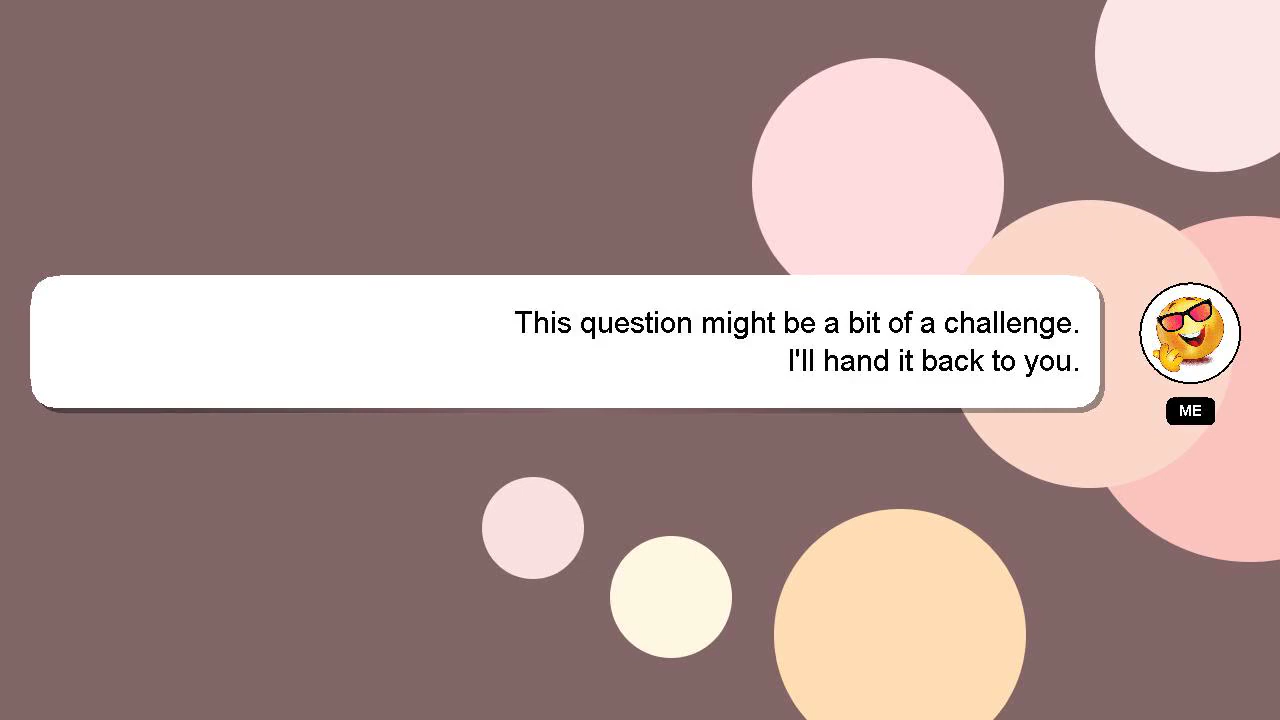 This question might be a bit of a challenge.
I'll hand it back to you.
ME